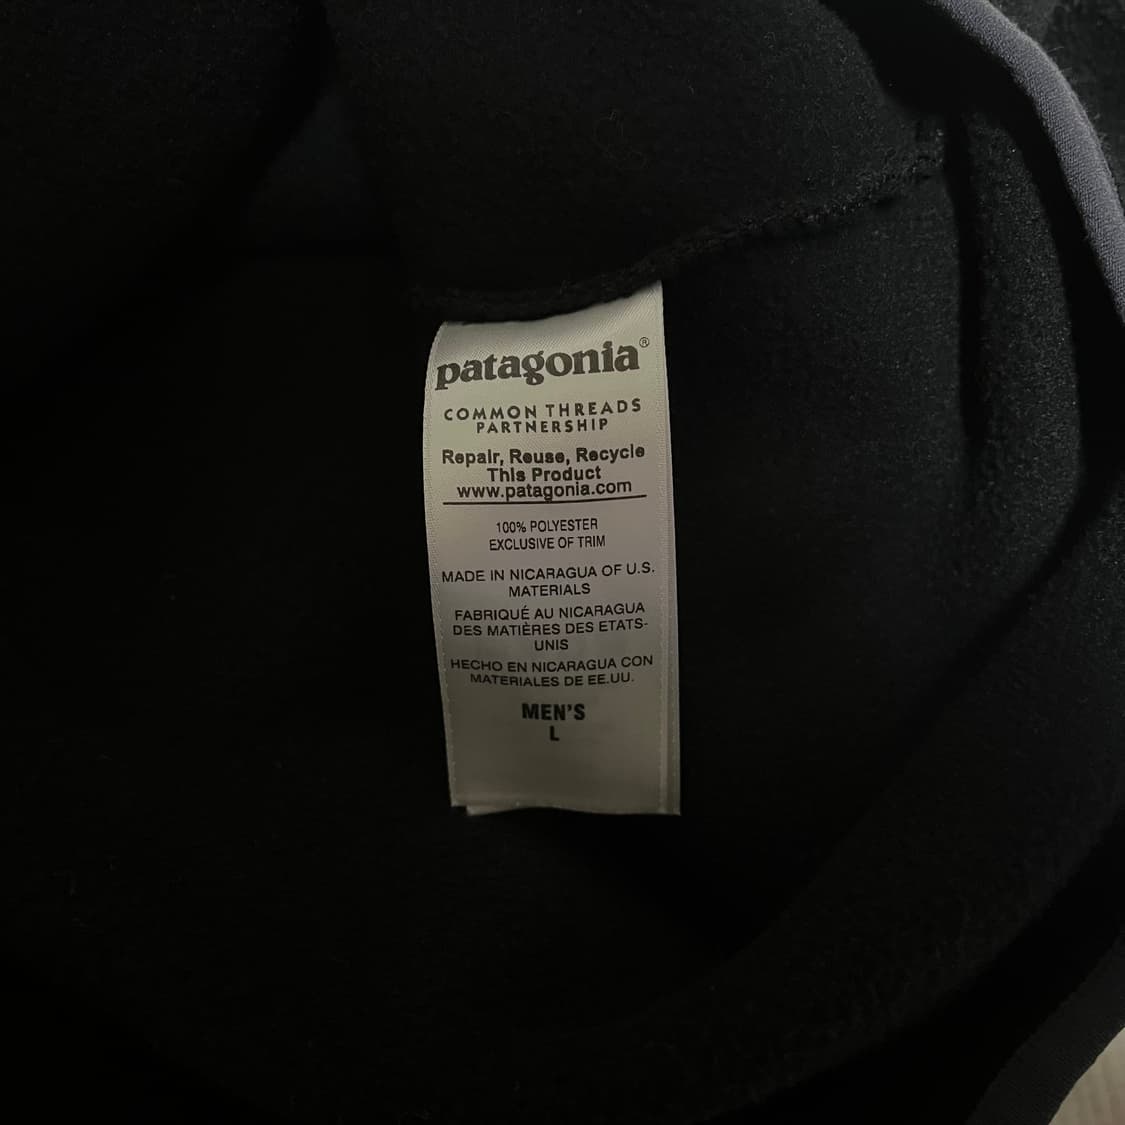 patagonia®
COMMON THREADS
PARTNERSHIP
Repair, Reuse, Recycle
This Product
www.patagonia.com
100% POLYESTER
EXCLUSIVE OF TRIM
MADE IN NICARAGUA OF U.S.
MATERIALS
FABRIQUÉ AU NICARAGUA
DES MATIÈRES DES ETATS-
UNIS
HECHO EN NICARAGUA CON
MATERIALES DE EE.UU.
MEN'S
L